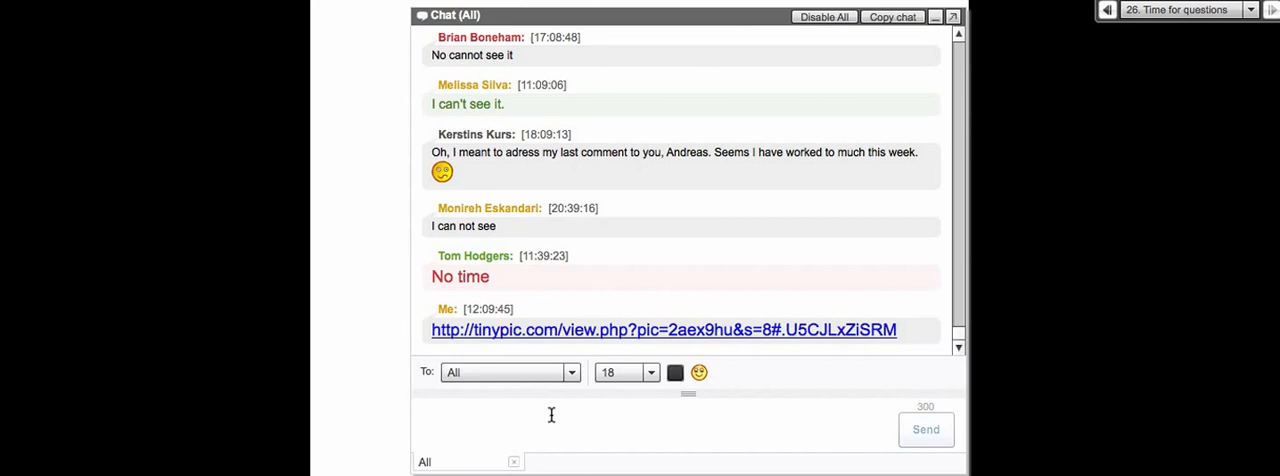 Chat (All)
Disable All
Copy chat
26. Time for questions
Brian Boneham: [17:08:48]
No cannot see it
Melissa Silva: [11:09:06]
I can't see it.
Kerstins Kurs: [18:09:13]
Oh, I meant to adress my last comment to you, Andreas. Seems I have worked to much this week.
Monireh Eskandari: [20:39:16]
I can not see
Tom Hodgers: [11:39:23]
No time
Me: [12:09:45]
http://tinypic.com/view.php?pic=2aex9hu&s=8#.U5CJLxZiSRM
To: All 18
300
Send
All